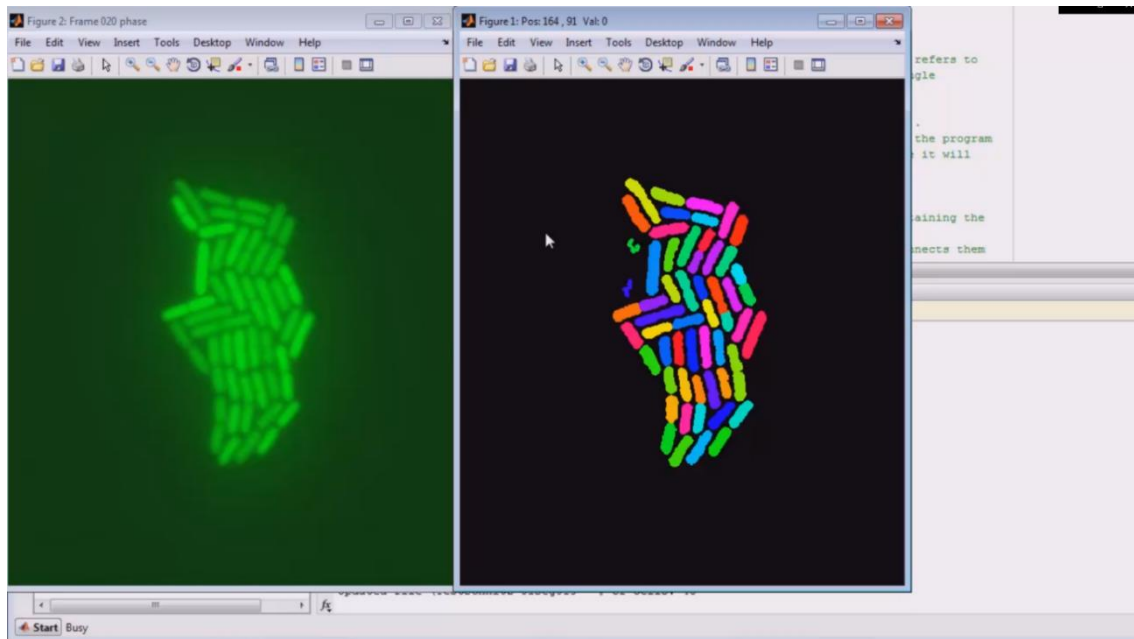 Figure 2: Frame 020 phase
File Edit View Insert Tools Desktop Window Help
Figure 1: Pos: 164 , 91 Val: 0
File Edit View Insert Tools Desktop Window Help
refers to
.
the program
it will
aining the
nnects them
fx
Start Busy